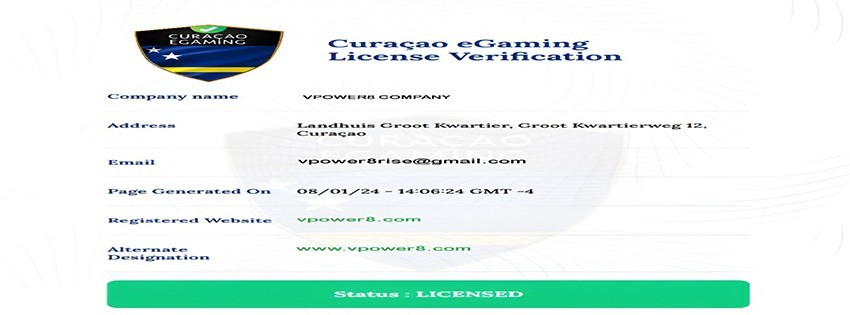 CURAÇAO
EGAMING
Curaçao eGaming
License Verification
Company name
VPOWER8 COMPANY
Address
Landhuis Groot Kwartier, Groot Kwartierweg 12,
Curaçao
Email
vpower8rise@gmail.com
Page Generated On
08/01/24 - 14:06:24 GMT -4
Registered Website
vpower8.com
Alternate
Designation
www.vpower8.com
CURAÇAO
EGAMING
Status : LICENSED